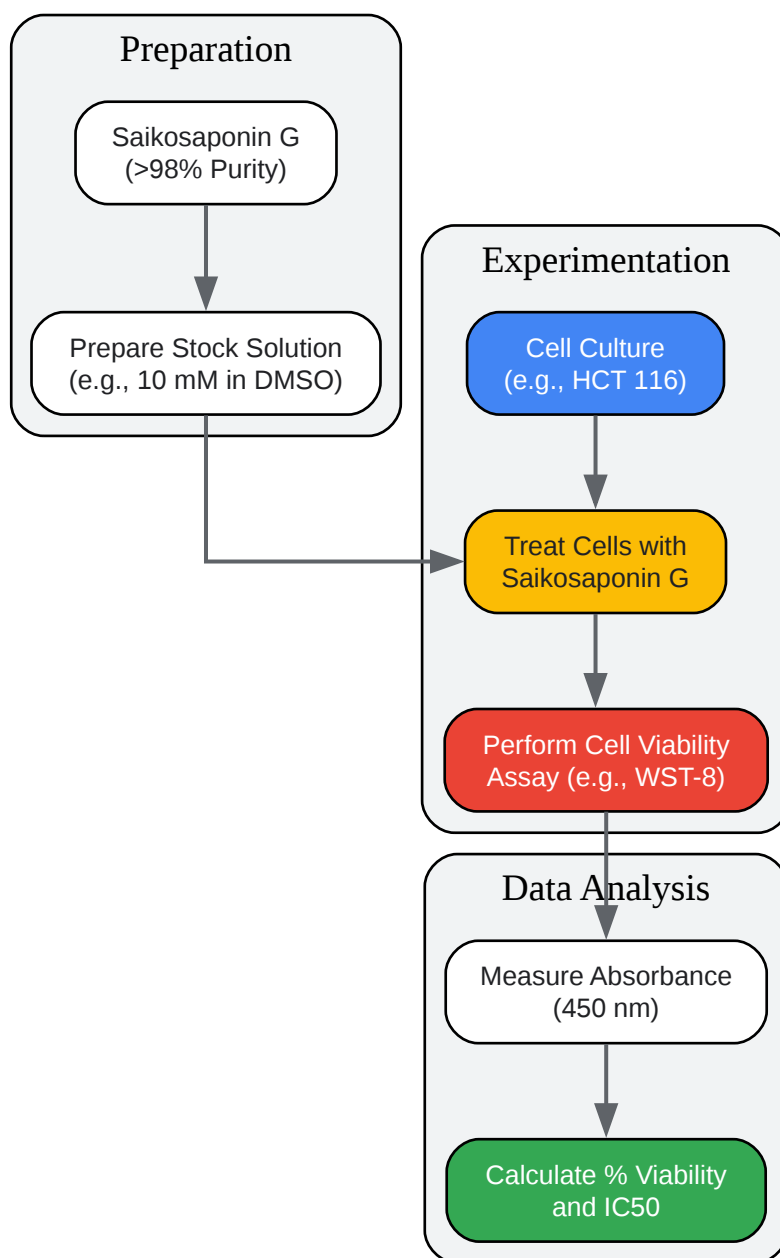 Preparation
Saikosaponin G
(>98% Purity)
Prepare Stock Solution
(e.g., 10 mM in DMSO)
Experimentation
Cell Culture
(e.g., HCT 116)
Treat Cells with
Saikosaponin G
Perform Cell Viability
Assay (e.g., WST-8)
Data Analysis
Measure Absorbance
(450 nm)
Calculate % Viability
and IC50